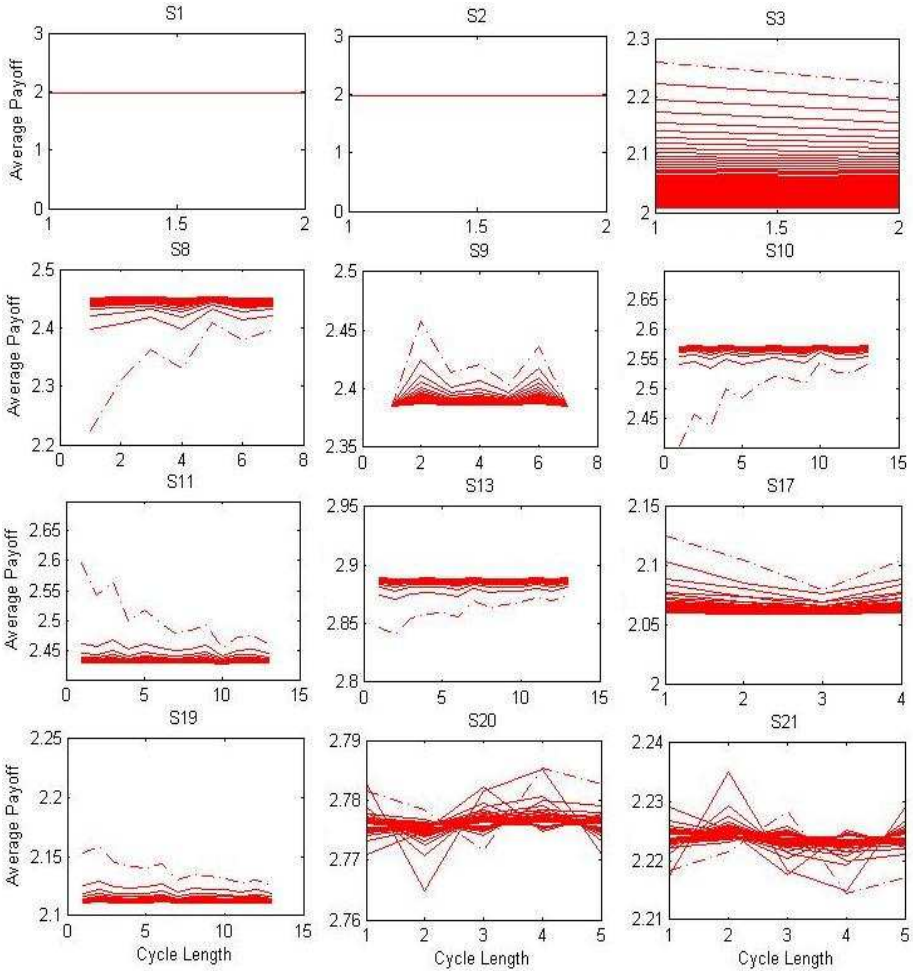 S1 S2 S3
3 3 2.3
2 2 2.2
1 1 2.1
0 0 2
Average Payoff
1 1.5 2 1 1.5 2 1 1.5 2
S8 S9 S10
2.5 2.5 2.65
2.4 2.45 2.6
2.3 2.4 2.55
2.2 2.35 2.5
2.45
Average Payoff
0 2 4 6 8 0 2 4 6 8 0 5 10 15
S11 S13 S17
2.65 2.95 2.15
2.6 2.9 2.1
2.55 2.85 2.05
2.5 2.8 2
2.45
Average Payoff
0 5 10 15 0 5 10 15 1 2 3 4
S19 S20 S21
2.25 2.79 2.24
2.2 2.78 2.23
2.15 2.77 2.22
2.1 2.76 2.21
Average Payoff
0 5 10 15 1 2 3 4 5 1 2 3 4 5
Cycle Length Cycle Length Cycle Length